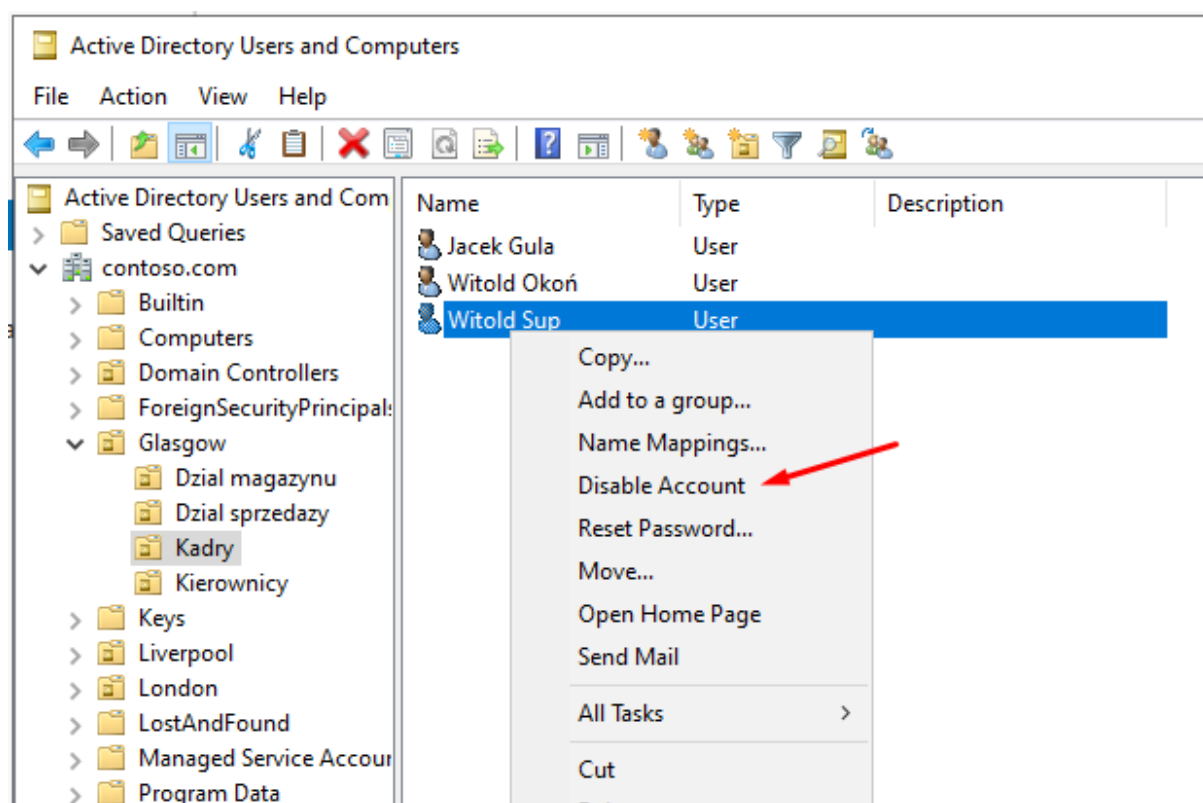 Active Directory Users and Computers
File Action View Help
Active Directory Users and Com
Saved Queries
contoso.com
Builtin
Computers
Domain Controllers
ForeignSecurityPrincipals
Glasgow
Dzial magazynu
Dzial sprzedazy
Kadry
Kierownicy
Keys
Liverpool
London
LostAndFound
Managed Service Accour
Program Data
Name Type Description
Jacek Gula User
Witold Okoń User
Witold Sup User
Copy...
Add to a group...
Name Mappings...
Disable Account
Reset Password...
Move...
Open Home Page
Send Mail
All Tasks
Cut